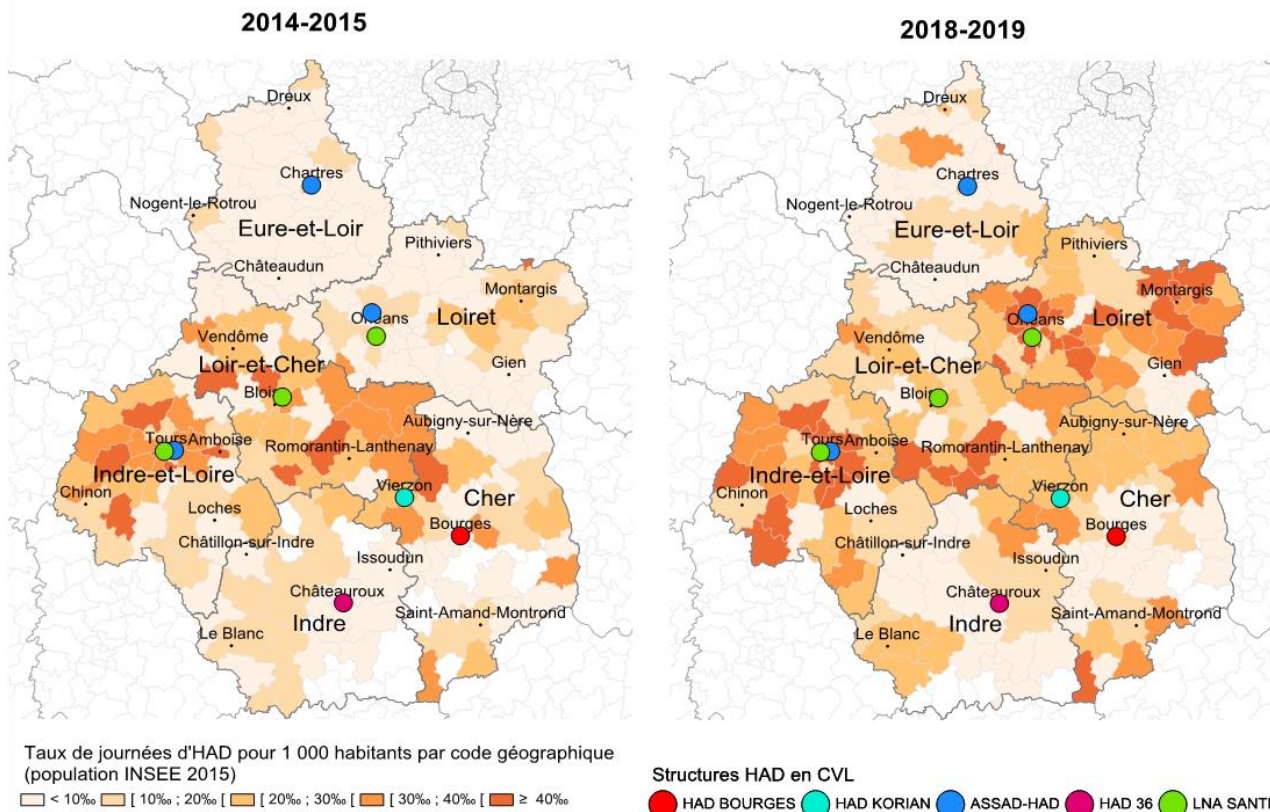 2014-2015
Dreux
Chartres
Nogent-le-Rotrou
Eure-et-Loir
Pithiviers
Châteaudun
Montargis
Orléans
Loiret
Vendôme
Loir-et-Cher
Gien
Blois
Aubigny-sur-Nère
Tours
Amboise
Romorantin-Lanthenay
Indre-et-Loire
Chinon
Vierzon
Cher
Loches
Bourges
Châtillon-sur-Indre
Issoudun
Châteauroux
Indre
Saint-Amand-Montrond
Le Blanc
2018-2019
Dreux
Chartres
Nogent-le-Rotrou
Eure-et-Loir
Pithiviers
Châteaudun
Montargis
Orléans
Loiret
Vendôme
Loir-et-Cher
Gien
Blois
Aubigny-sur-Nère
Tours
Amboise
Romorantin-Lanthenay
Indre-et-Loire
Chinon
Vierzon
Cher
Loches
Bourges
Châtillon-sur-Indre
Issoudun
Châteauroux
Indre
Saint-Amand-Montrond
Le Blanc
Taux de journées d'HAD pour 1 000 habitants par code géographique
(population INSEE 2015)
< 10‰ [ 10‰ ; 20‰ [ [ 20‰ ; 30‰ [ [ 30‰ ; 40‰ [ ≥ 40‰
Structures HAD en CVL
HAD BOURGES HAD KORIAN ASSAD-HAD HAD 36 LNA SANTÉ